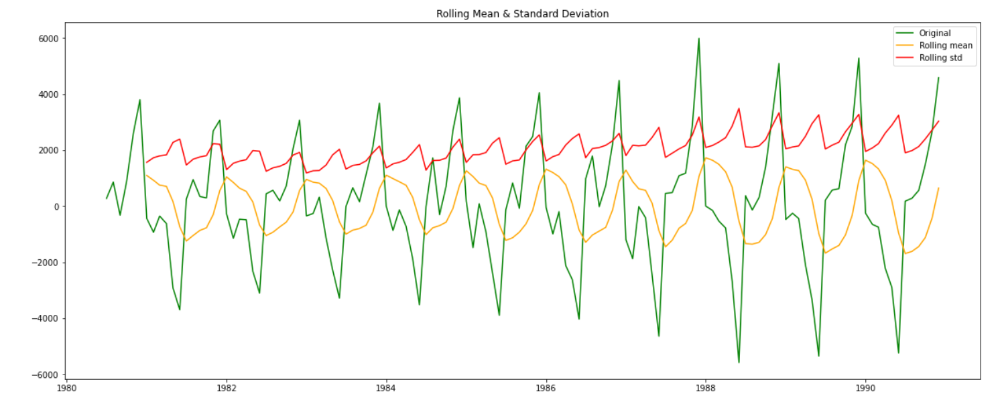 Rolling Mean & Standard Deviation
Original
Rolling mean
Rolling std
6000
4000
2000
0
−2000
−4000
−6000
1980 1982 1984 1986 1988 1990